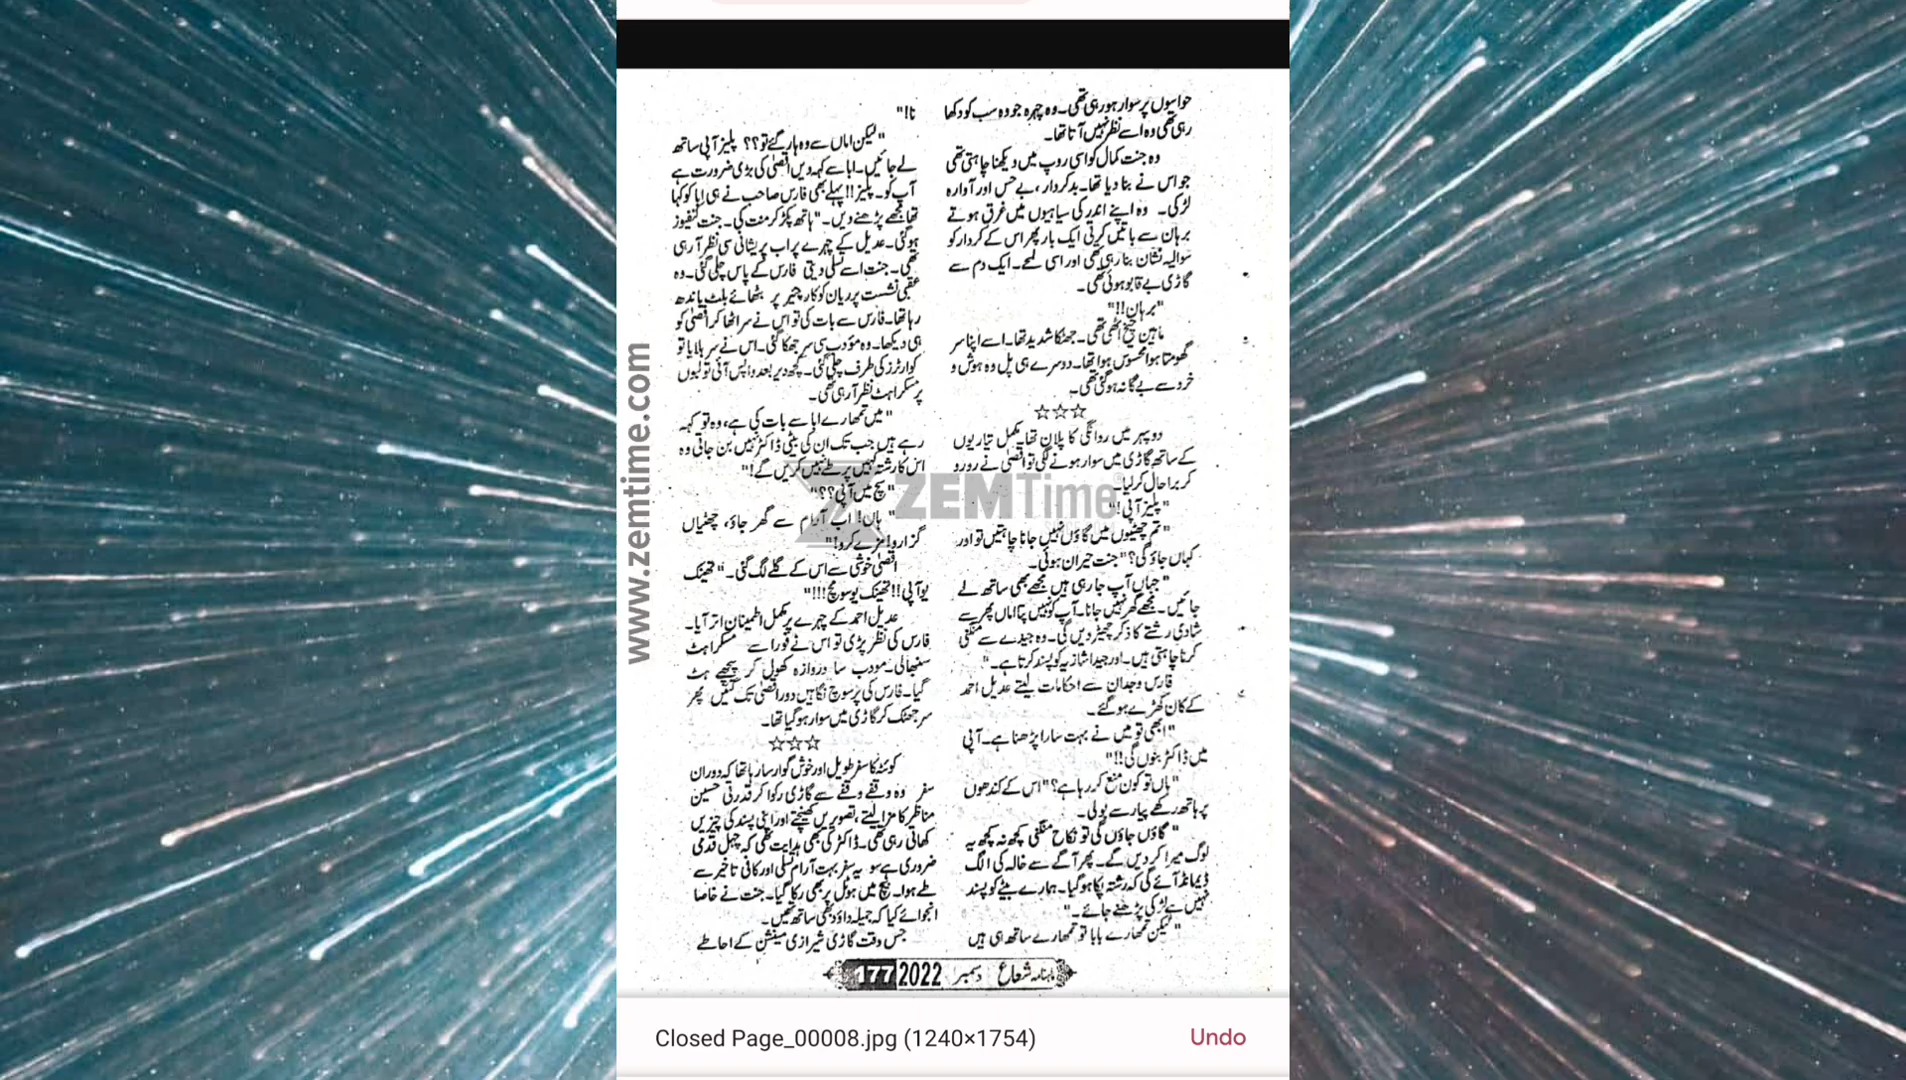 حواسوں پر سوار ہو رہی تھی۔ وہ چہرہ جو وہ سب کو دکھا
رہی تھی وہ اسے نظر نہیں آتا تھا۔
وہ جنت کمال کو اسی روپ میں دیکھنا چاہتی تھی
جو اس نے بنا دیا تھا۔ بدکردار، بے حس اور آوارہ
لڑکی۔ وہ اپنے اندر کی سیاہیوں میں غرق ہوتے
برہان سے باتیں کرتی ایک بار پھر اس کے کردار کو
سوالیہ نشان بنا رہی تھی اور اسی لمحے۔ ایک دم سے
گاڑی بے قابو ہوئی تھی۔
"برہان!!"
ماہین چیخ اٹھی تھی۔ جھٹکا شدید تھا۔ اسے اپنا سر
گھومتا ہوا محسوس ہوا تھا۔ دوسرے ہی پل وہ ہوش و
خرد سے بے گانہ ہو گئی تھی۔
☆☆☆
دوپہر میں روانگی کا پلان تھا۔ مکمل تیاریوں
کے ساتھ گاڑی میں سوار ہونے لگی تو اقصیٰ نے رو رو
کر برا حال کر لیا۔
"پلیز آپی!"
"تم چھٹیوں میں گاؤں نہیں جانا چاہتیں تو اور
کہاں جاؤ گی؟" جنت حیران ہوئی۔
"جہاں آپ جا رہی ہیں مجھے بھی ساتھ لے
جائیں۔ مجھے گھر نہیں جانا۔ آپ کو نہیں پتا اماں پھر سے
شادی رشتے کا ذکر چھیڑ دیں گی۔ وہ جیدے سے منگنی
کرنا چاہتی ہیں۔ اور جیدا شازیہ کو پسند کرتا ہے۔"
فارس وجدان سے احکامات لیتے عدیل احمد
کے کان کھڑے ہو گئے۔
"ابھی تو میں نے بہت سارا پڑھنا ہے۔ آپی
میں ڈاکٹر بنوں گی!!"
"ہاں تو کون منع کر رہا ہے؟" اس کے کندھوں
پر ہاتھ رکھے پیار سے بولی۔
"گاؤں جاؤں گی تو نکاح منگنی کچھ نہ کچھ یہ
لوگ میرا کر دیں گے۔ پھر آگے سے خالہ کی الگ
ڈیمانڈ آئے گی کہ رشتہ پکا ہو گیا۔ ہمارے بیٹے کو پسند
نہیں ہے لڑکی پڑھنے جائے۔"
"لیکن تمھارے بابا تو تمھارے ساتھ ہی ہیں
نا!"
"لیکن اماں سے وہ ہار گئے تو؟؟ پلیز آپی ساتھ
لے جائیں۔ ابا سے کہہ دیں اقصیٰ کی بڑی ضرورت ہے
آپ کو۔ پلیز!! پہلے بھی فارس صاحب نے ہی ابا کو کہا
تھا مجھے پڑھنے دیں۔" ہاتھ پکڑ کر منت کی۔ جنت کنفیوز
ہو گئی۔ عدیل کے چہرے پر اب پریشانی سی نظر آ رہی
تھی۔ جنت اسے تسلی دیتی فارس کے پاس چلی گئی۔ وہ
عقبی نشست پر ریان کو کار چیئر پر بٹھائے بلٹ باندھ
رہا تھا۔ فارس سے بات کی تو اس نے سر اٹھا کر اقصیٰ کو
ہی دیکھا۔ وہ مؤدب سی سر جھکا گئی۔ اس نے سر ہلایا تو
کوارٹرز کی طرف چلی گئی۔ کچھ دیر بعد واپس آئی تو لبوں
پر مسکراہٹ نظر آ رہی تھی۔
"میں تمھارے ابا سے بات کی ہے، وہ تو کہہ
رہے ہیں جب تک ان کی بیٹی ڈاکٹر نہیں بن جاتی وہ
اس کا رشتہ کہیں پر طے نہیں کریں گے!"
"سچ میں آپی؟؟"
"ہاں! اب آرام سے گھر جاؤ، چھٹیاں
گزارو! مزے کرو!"
اقصیٰ خوشی سے اس کے گلے لگ گئی۔ "تھینک
یو آپی!! تھینک یو سو مچ!!!"
عدیل احمد کے چہرے پر مکمل اطمینان اتر آیا۔
فارس کی نظر پڑی تو اس نے فوراً سے مسکراہٹ
سنبھالی۔ مودب سا دروازہ کھول کر پیچھے ہٹ
گیا۔ فارس کی پرسوچ نگاہیں دور اقصیٰ تک گئیں پھر
سر جھٹک کر گاڑی میں سوار ہو گیا تھا۔
☆☆☆
کوئٹہ کا سفر طویل اور خوش گوار سا رہا تھا کہ دوران
سفر وہ وقفے وقفے سے گاڑی رکوا کر قدرتی حسین
مناظر کا مزا لیتے، تصویریں کھینچتے اور اپنی پسند کی چیزیں
کھاتی رہی تھی۔ ڈاکٹر کی بھی ہدایت تھی کہ چہل قدمی
ضروری ہے سو یہ سفر بہت آرام تسلی اور کافی تاخیر سے
طے ہوا۔ بیچ میں ہوٹل پر بھی رکا گیا۔ جنت نے خاصا
انجوائے کیا کہ جمیلہ داؤد بھی ساتھ تھیں۔
جس وقت گاڑی شیرازی مینشن کے احاطے
ماہنامہ شعاع دسمبر 2022 177
www.zemtime.com
ZEMTime
Closed Page_00008.jpg (1240×1754)
Undo